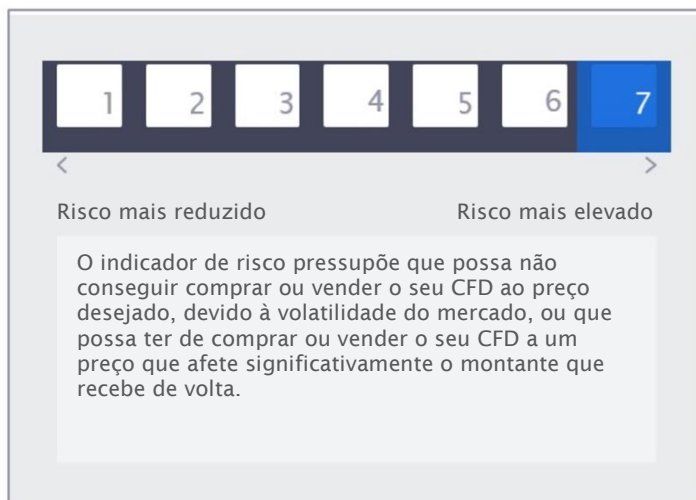 1 2 3 4 5 6 7
< >
Risco mais reduzido Risco mais elevado
O indicador de risco pressupõe que possa não
conseguir comprar ou vender o seu CFD ao preço
desejado, devido à volatilidade do mercado, ou que
possa ter de comprar ou vender o seu CFD a um
preço que afete significativamente o montante que
recebe de volta.